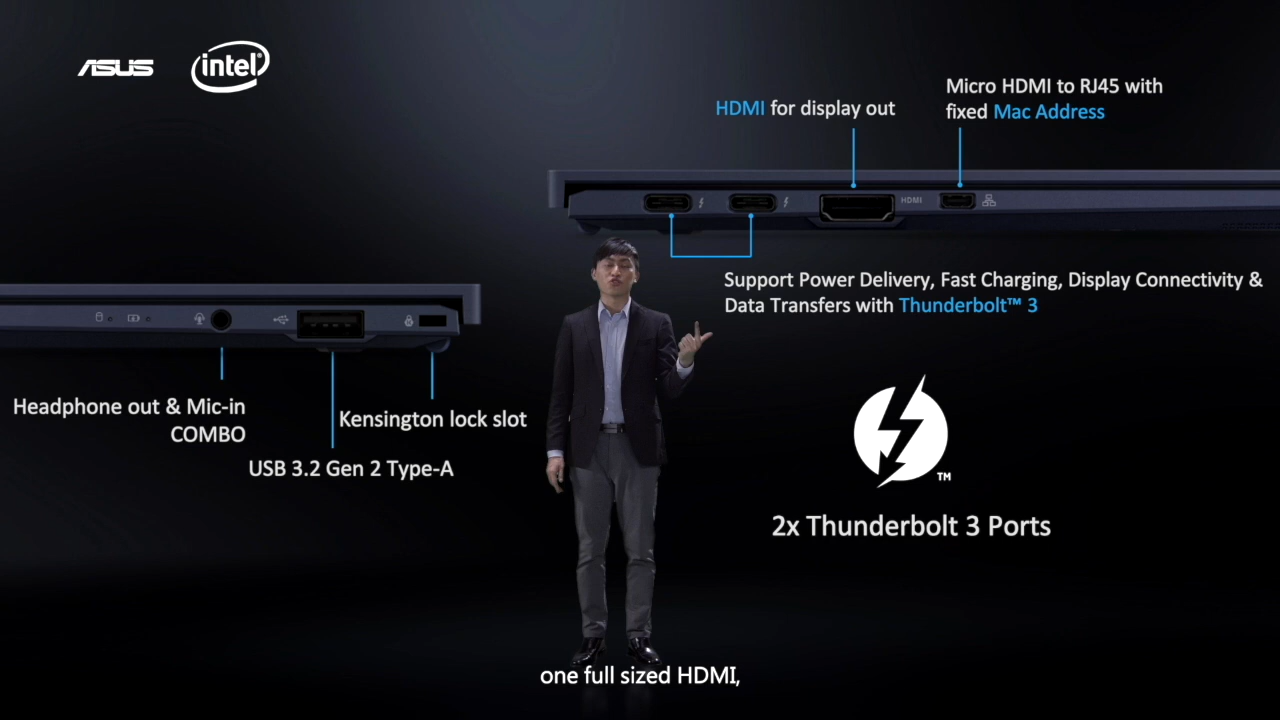 ASUS
intel
Micro HDMI to RJ45 with
fixed Mac Address
HDMI for display out
HDMI
Support Power Delivery, Fast Charging, Display Connectivity &
Data Transfers with Thunderbolt™ 3
Headphone out & Mic-in
COMBO
Kensington lock slot
USB 3.2 Gen 2 Type-A
TM
2x Thunderbolt 3 Ports
one full sized HDMI,